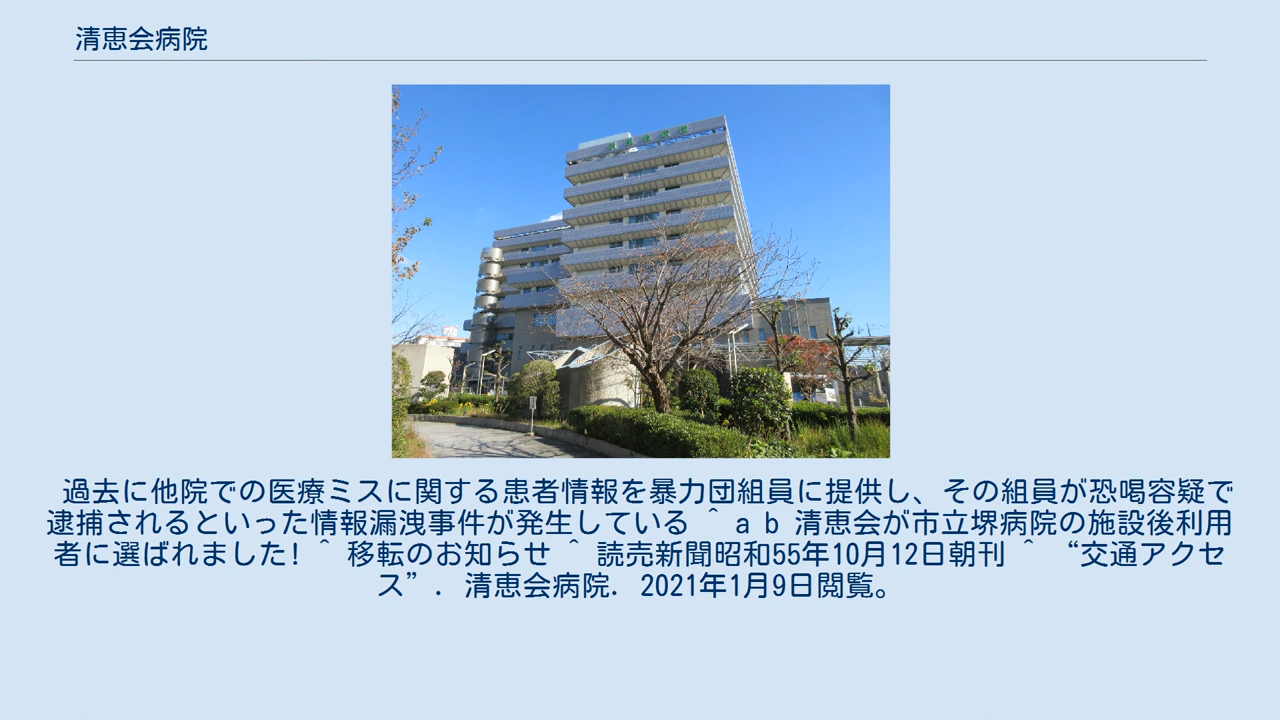 清恵会病院
過去に他院での医療ミスに関する患者情報を暴力団組員に提供し、その組員が恐喝容疑で
逮捕されるといった情報漏洩事件が発生している ^ a b 清恵会が市立堺病院の施設後利用
者に選ばれました! ^ 移転のお知らせ ^ 読売新聞昭和55年10月12日朝刊 ^ “交通アクセ
ス”. 清恵会病院. 2021年1月9日閲覧。